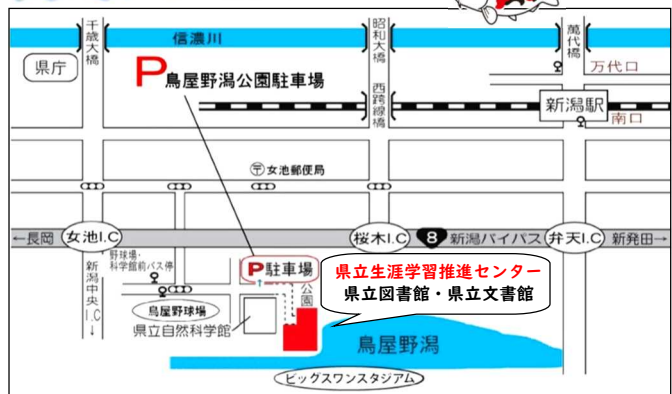 千歳大橋
信濃川
昭和大橋
萬代橋
県庁
P鳥屋野潟公園駐車場
万代口
西跨線橋
新潟駅
南口
〒女池郵便局
←長岡
女池I.C
桜木I.C
8
新潟バイパス
弁天I.C
新発田→
野球場・
科学館前バス停
新潟中央I.C↓
P駐車場
公園
県立生涯学習推進センター
県立図書館・県立文書館
鳥屋野球場
県立自然科学館
鳥屋野潟
ビッグスワンスタジアム